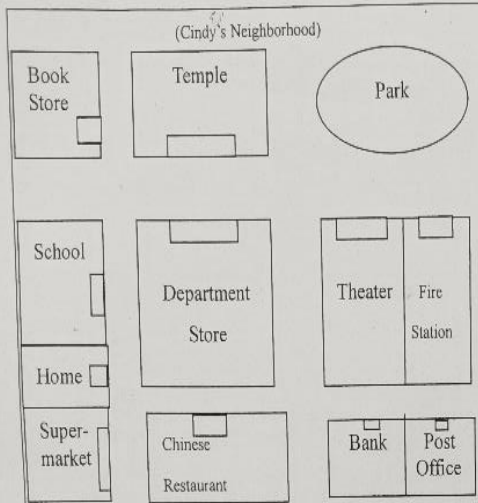 (Cindy's Neighborhood)
Book
Store
Temple
Park
School
Department
Store
Theater
Fire
Station
Home
Super-
market
Chinese
Restaurant
Bank
Post
Office